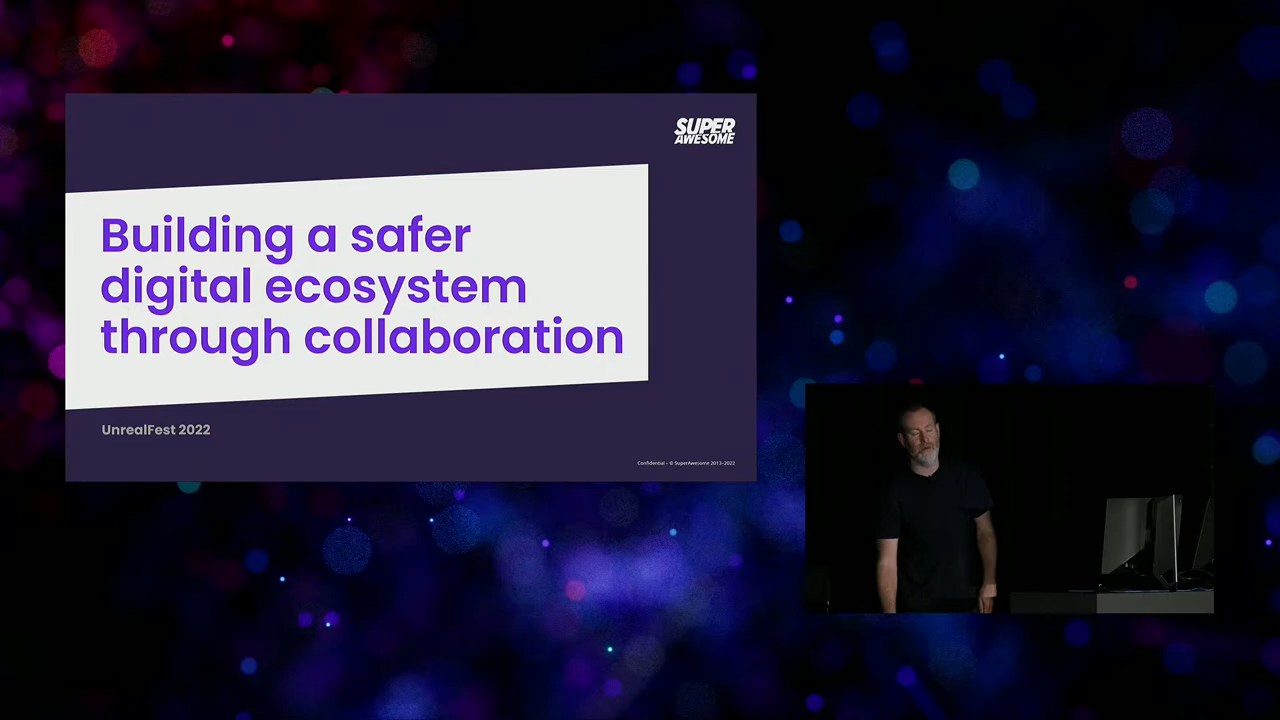 SUPER
AWESOME
Building a safer
digital ecosystem
through collaboration
UnrealFest 2022
Confidential - © SuperAwesome 2013-2022